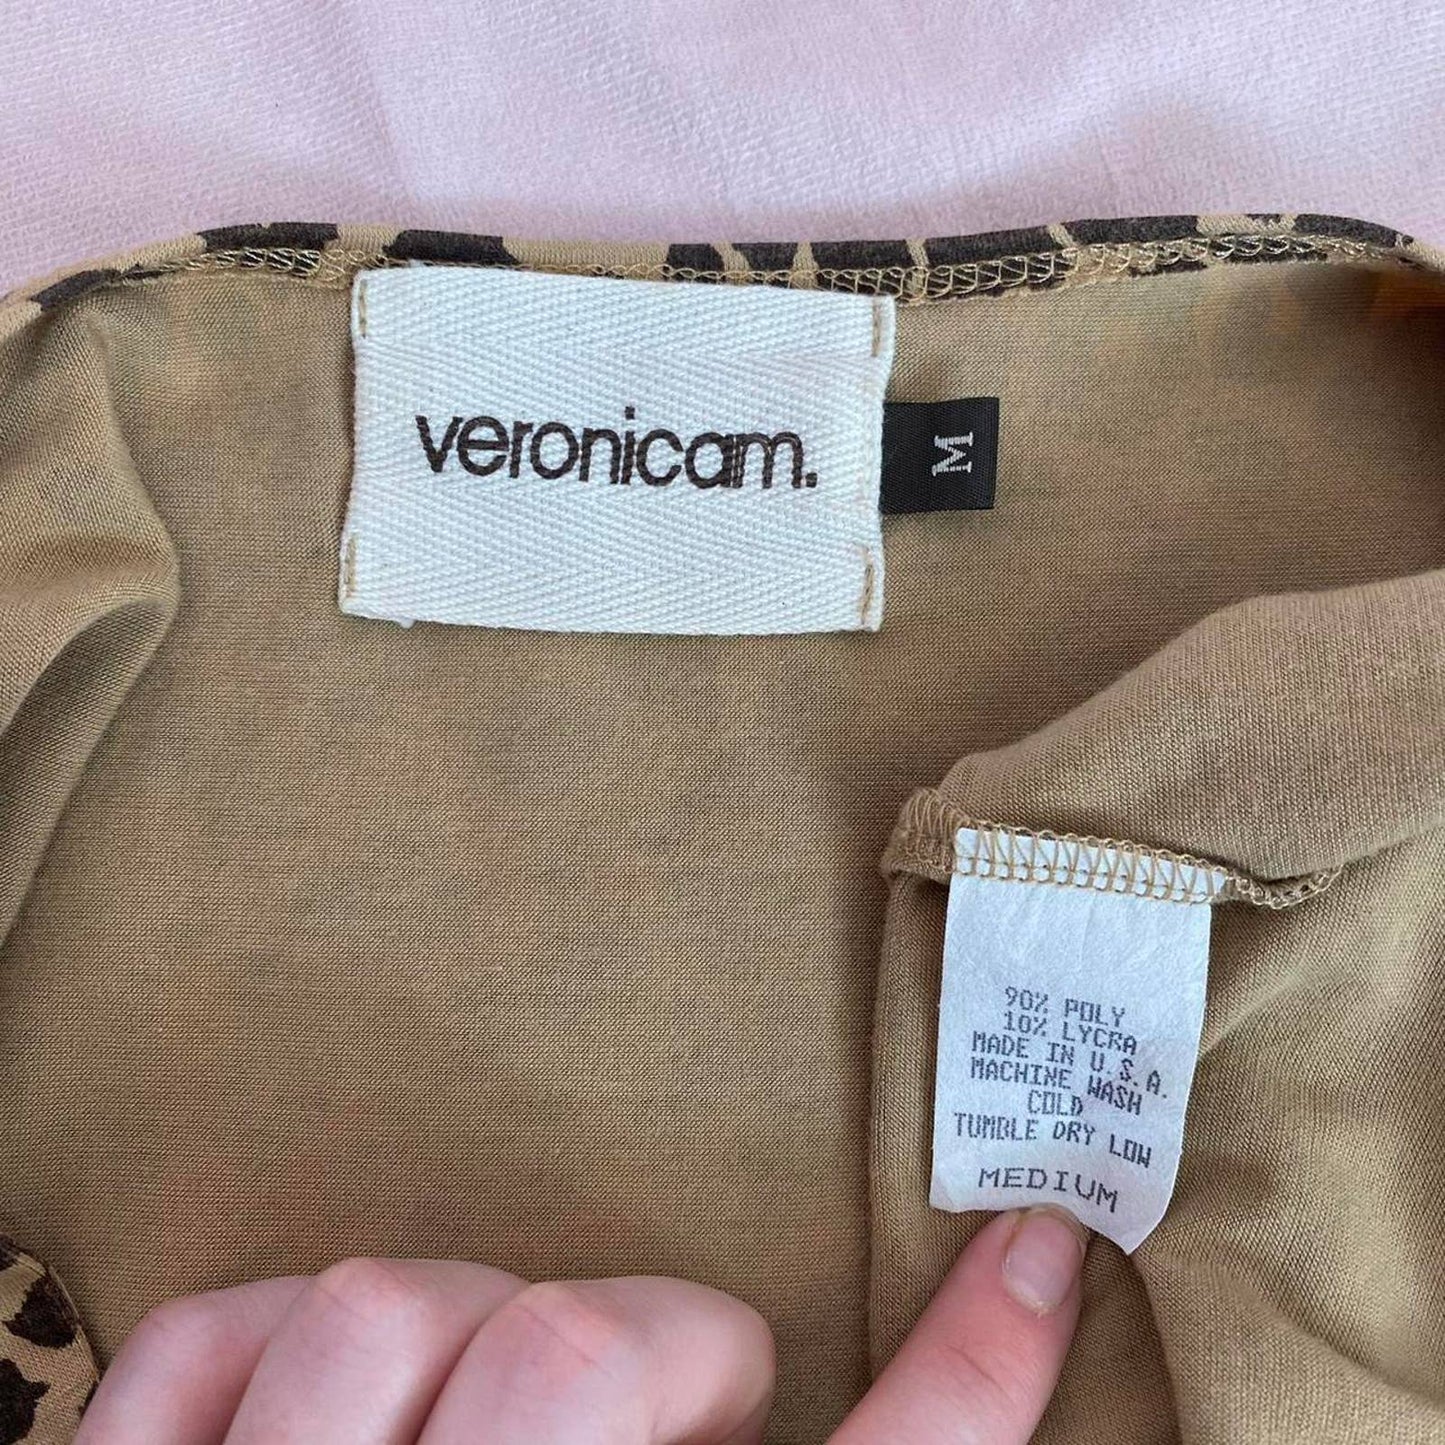 veronicam.
M
90% POLY
10% LYCRA
MADE IN U.S.A.
MACHINE WASH
COLD
TUMBLE DRY LOW
MEDIUM